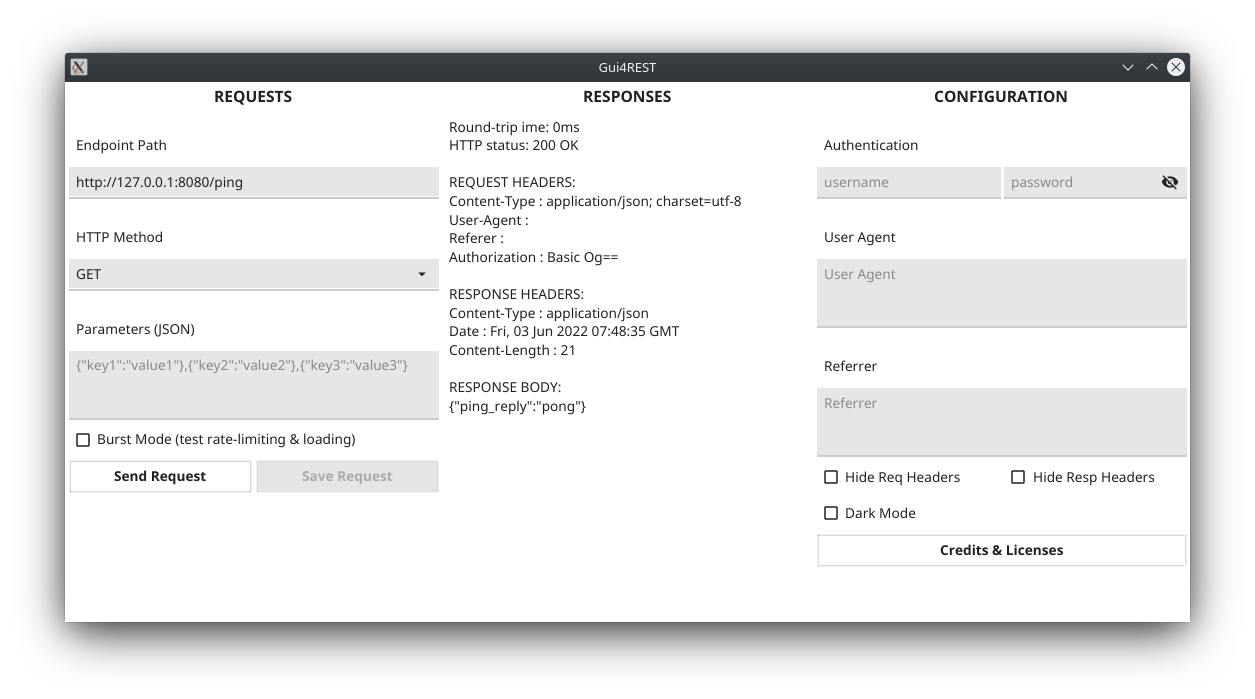 Gui4REST
REQUESTS
Endpoint Path
http://127.0.0.1:8080/ping
HTTP Method
GET
Parameters (JSON)
{"key1":"value1"},{"key2":"value2"},{"key3":"value3"}
Burst Mode (test rate-limiting & loading)
Send Request
Save Request
RESPONSES
Round-trip ime: 0ms
HTTP status: 200 OK
REQUEST HEADERS:
Content-Type : application/json; charset=utf-8
User-Agent :
Referer :
Authorization : Basic Og==
RESPONSE HEADERS:
Content-Type : application/json
Date : Fri, 03 Jun 2022 07:48:35 GMT
Content-Length : 21
RESPONSE BODY:
{"ping_reply":"pong"}
CONFIGURATION
Authentication
username
password
User Agent
User Agent
Referrer
Referrer
Hide Req Headers
Hide Resp Headers
Dark Mode
Credits & Licenses